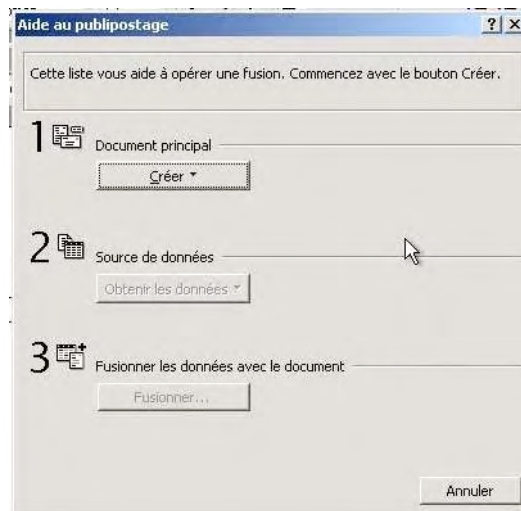 Aide au publipostage
Cette liste vous aide à opérer une fusion. Commencez avec le bouton Créer.
1 Document principal
Créer
2 Source de données
Obtenir les données
3 Fusionner les données avec le document
Fusionner...
Annuler